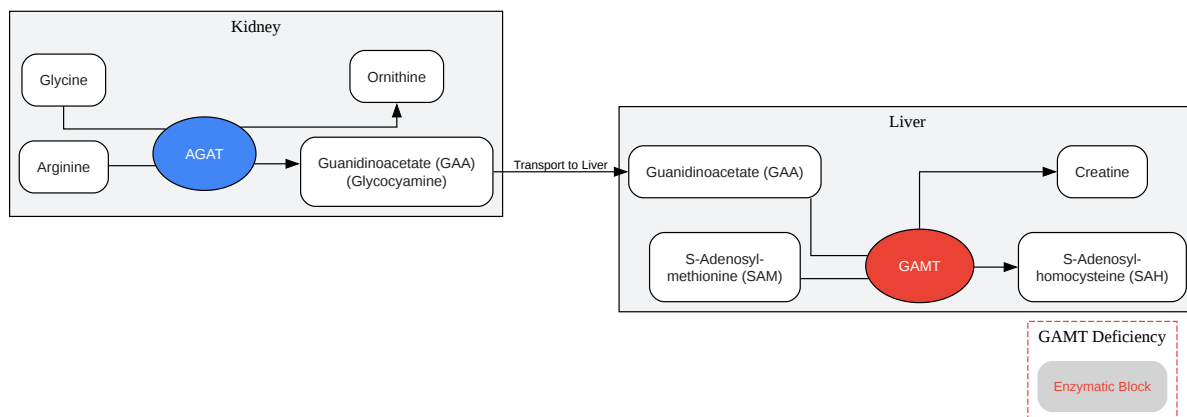 Kidney
Glycine
Ornithine
AGAT
Arginine
Guanidinoacetate (GAA)
(Glycocyamine)
Transport to Liver
Liver
Guanidinoacetate (GAA)
Creatine
S-Adenosyl-
methionine (SAM)
GAMT
S-Adenosyl-
homocysteine (SAH)
GAMT Deficiency
Enzymatic Block